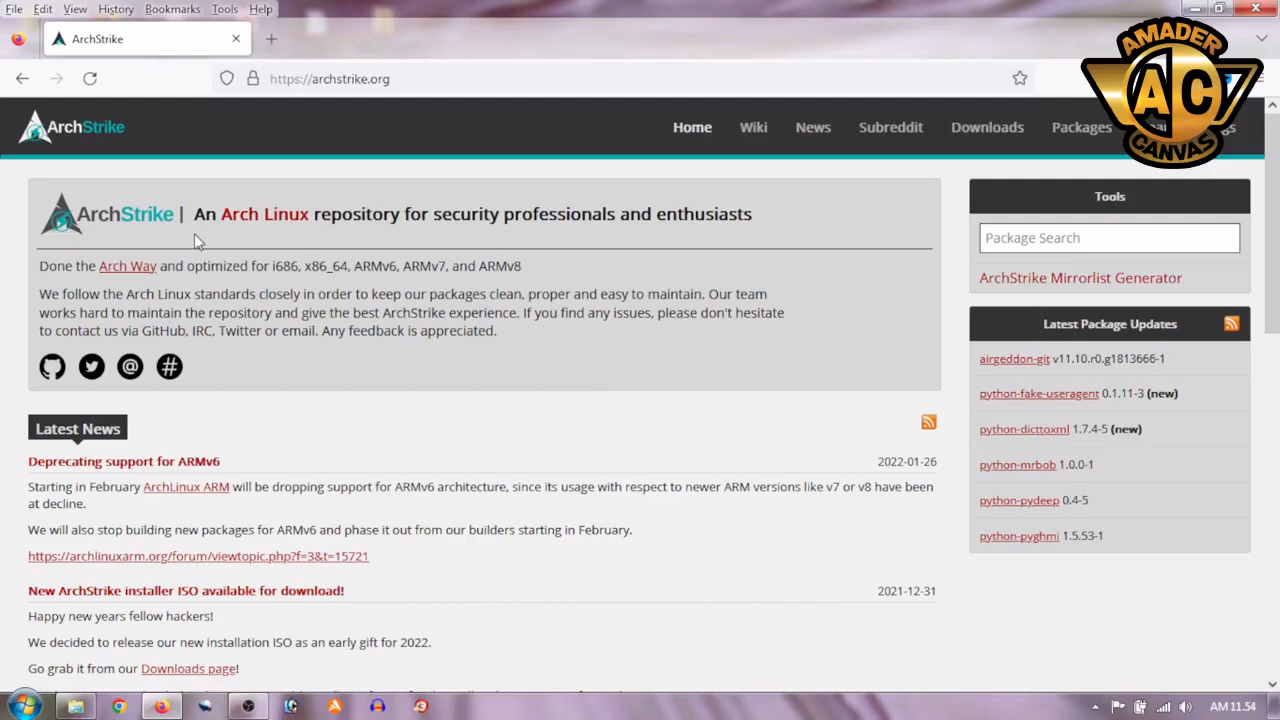 File Edit View History Bookmarks Tools Help
ArchStrike
https://archstrike.org
AMADER
AC
CANVAS
ArchStrike
Home Wiki News Subreddit Downloads Packages
ArchStrike | An Arch Linux repository for security professionals and enthusiasts
Done the Arch Way and optimized for i686, x86_64, ARMv6, ARMv7, and ARMv8
We follow the Arch Linux standards closely in order to keep our packages clean, proper and easy to maintain. Our team
works hard to maintain the repository and give the best ArchStrike experience. If you find any issues, please don't hesitate
to contact us via GitHub, IRC, Twitter or email. Any feedback is appreciated.
Latest News
Deprecating support for ARMv6 2022-01-26
Starting in February ArchLinux ARM will be dropping support for ARMv6 architecture, since its usage with respect to newer ARM versions like v7 or v8 have been
at decline.
We will also stop building new packages for ARMv6 and phase it out from our builders starting in February.
https://archlinuxarm.org/forum/viewtopic.php?f=3&t=15721
New ArchStrike installer ISO available for download! 2021-12-31
Happy new years fellow hackers!
We decided to release our new installation ISO as an early gift for 2022.
Go grab it from our Downloads page!
Tools
Package Search
ArchStrike Mirrorlist Generator
Latest Package Updates
airgeddon-git v11.10.r0.g1813666-1
python-fake-useragent 0.1.11-3 (new)
python-dicttoxml 1.7.4-5 (new)
python-mrbob 1.0.0-1
python-pydeep 0.4-5
python-pyghmi 1.5.53-1
AM 11.54